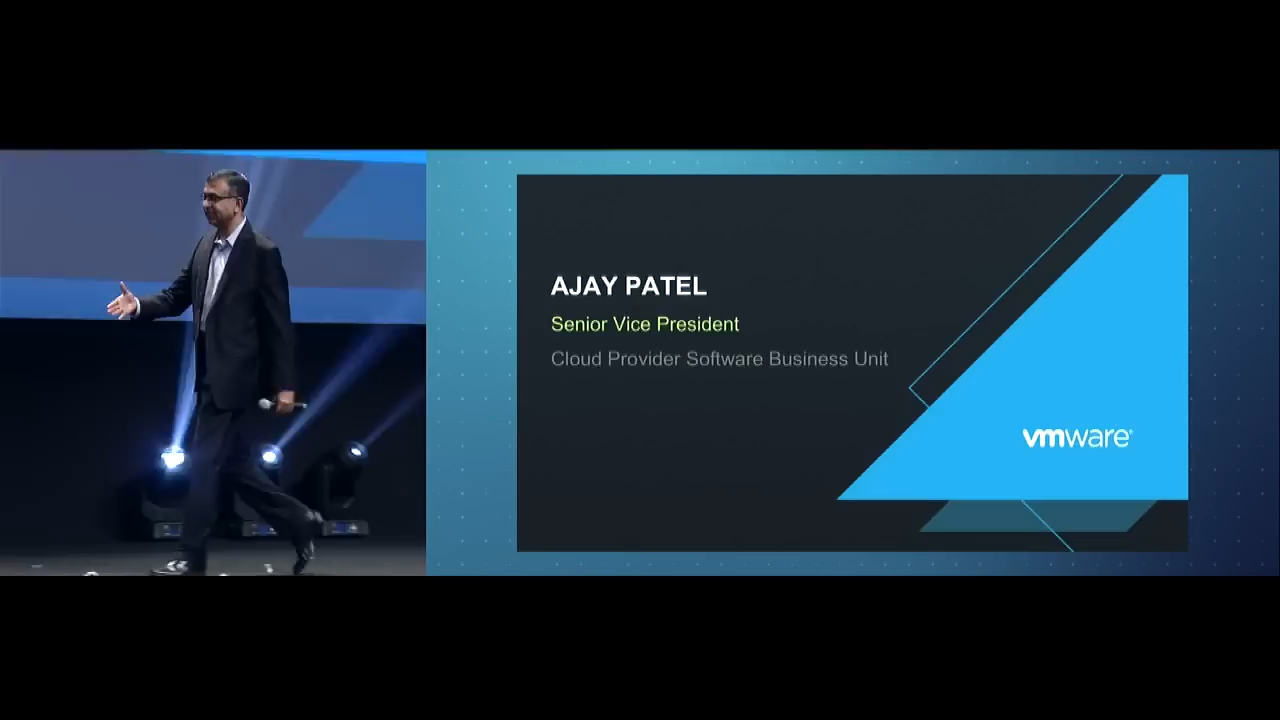 AJAY PATEL
Senior Vice President
Cloud Provider Software Business Unit
vmware